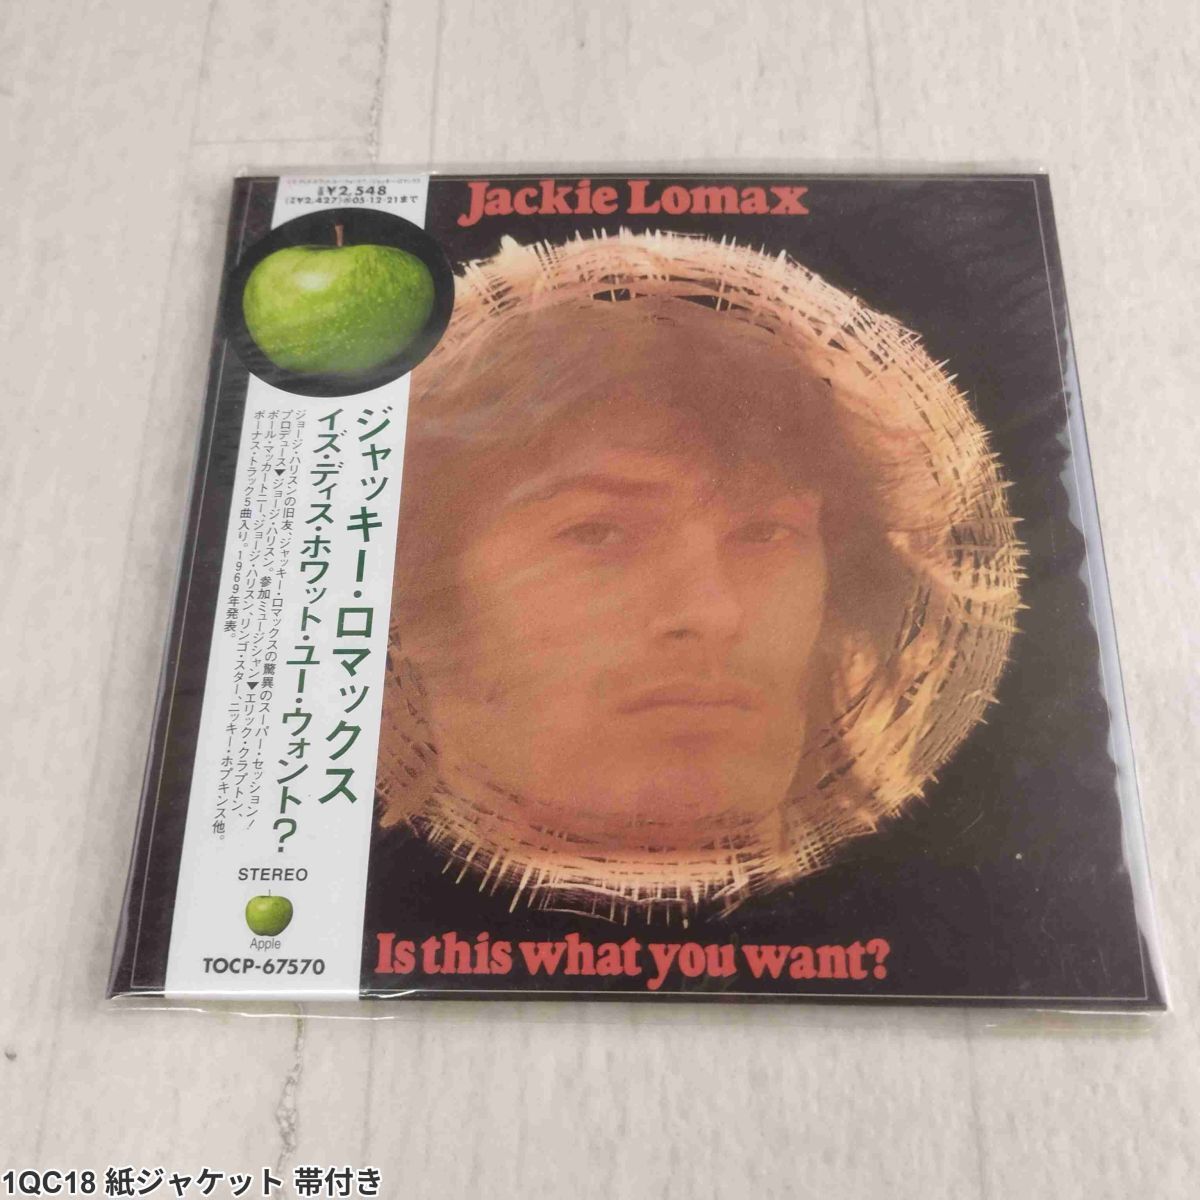 定価¥2,548
(定¥2,427)㊞05・12・21まで
Jackie Lomax
ジャッキー・ロマックス
イズ・ディス・ホワット・ユー・ウォント?
ジョージ・ハリスンの旧友、ジャッキー・ロマックスの驚異のスーパー・セッション!
プロデュース▼ジョージ・ハリスン。参加ミュージシャン▼エリック・クラプトン、
ポール・マッカートニー、ジョージ・ハリスン、リンゴ・スター、ニッキー・ホプキンス他。
ボーナス・トラック5曲入り。1969年発表。
STEREO
Apple
TOCP-67570
Is this what you want?
1QC18 紙ジャケット 帯付き